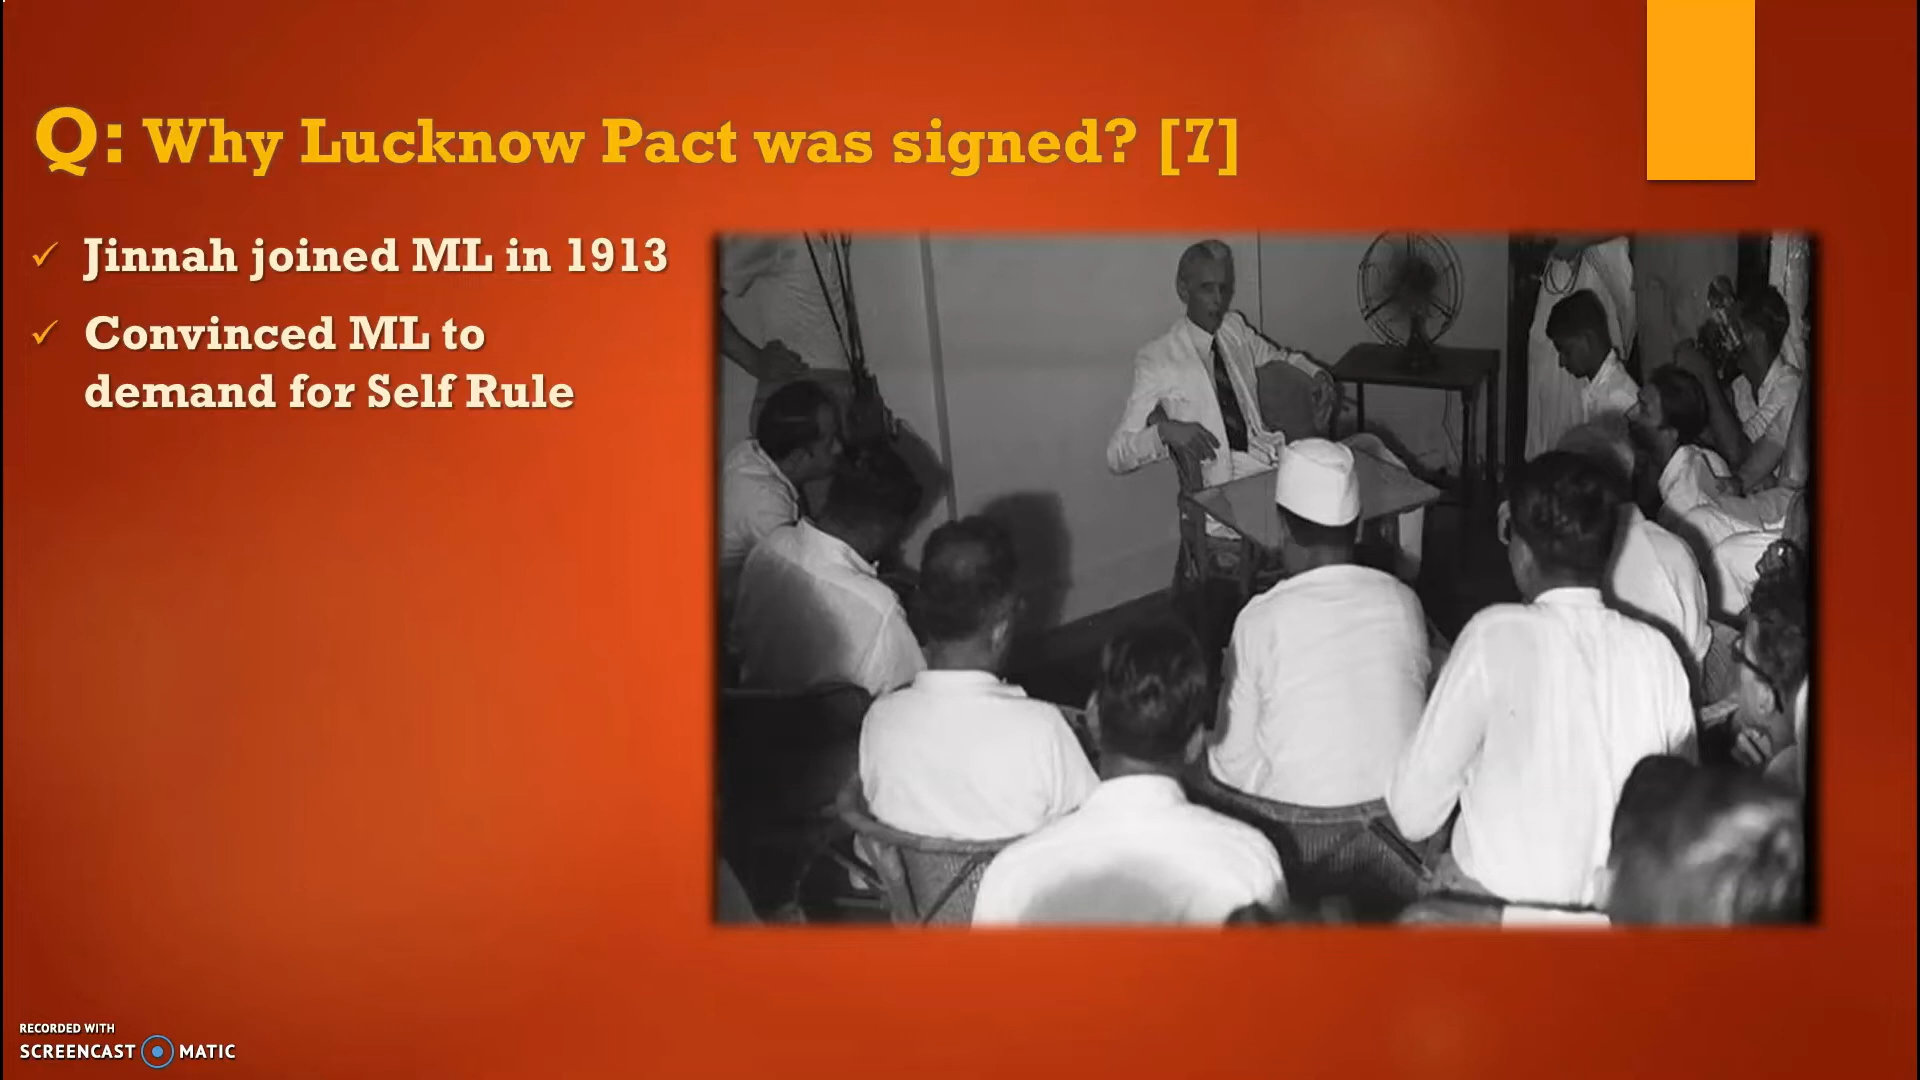 Q: Why Lucknow Pact was signed? [7]
✓ Jinnah joined ML in 1913
✓ Convinced ML to
demand for Self Rule
RECORDED WITH
SCREENCAST MATIC